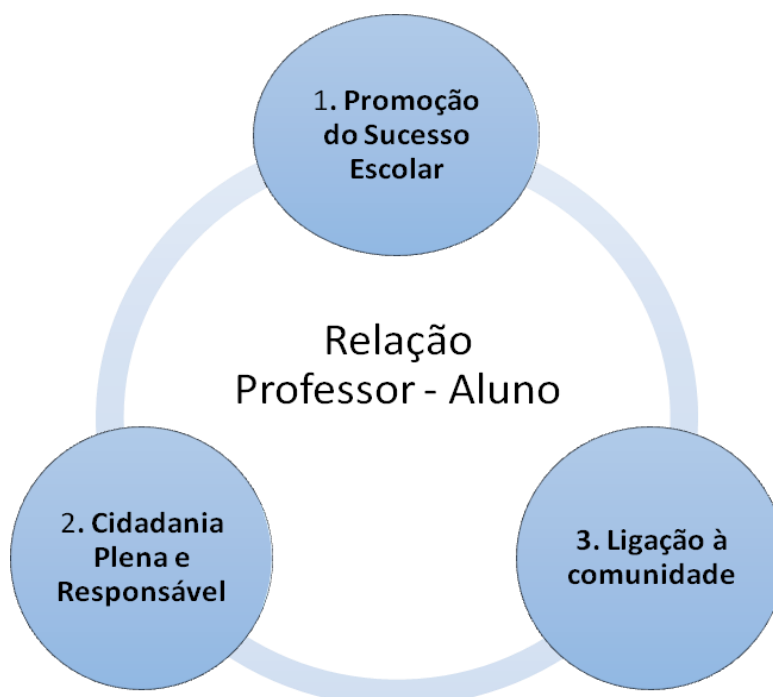 1. Promoção
do Sucesso
Escolar
Relação
Professor - Aluno
2. Cidadania
Plena e
Responsável
3. Ligação à
comunidade